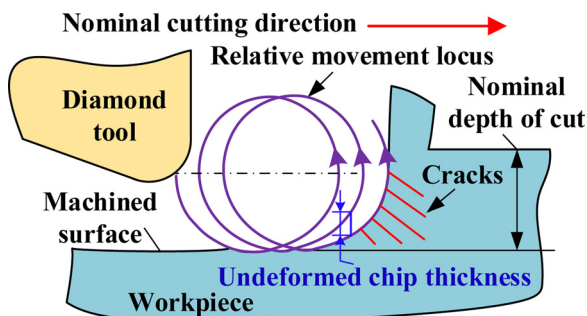 Nominal cutting direction
Relative movement locus
Diamond
tool
Nominal
depth of cut
Cracks
Machined
surface
Undeformed chip thickness
Workpiece